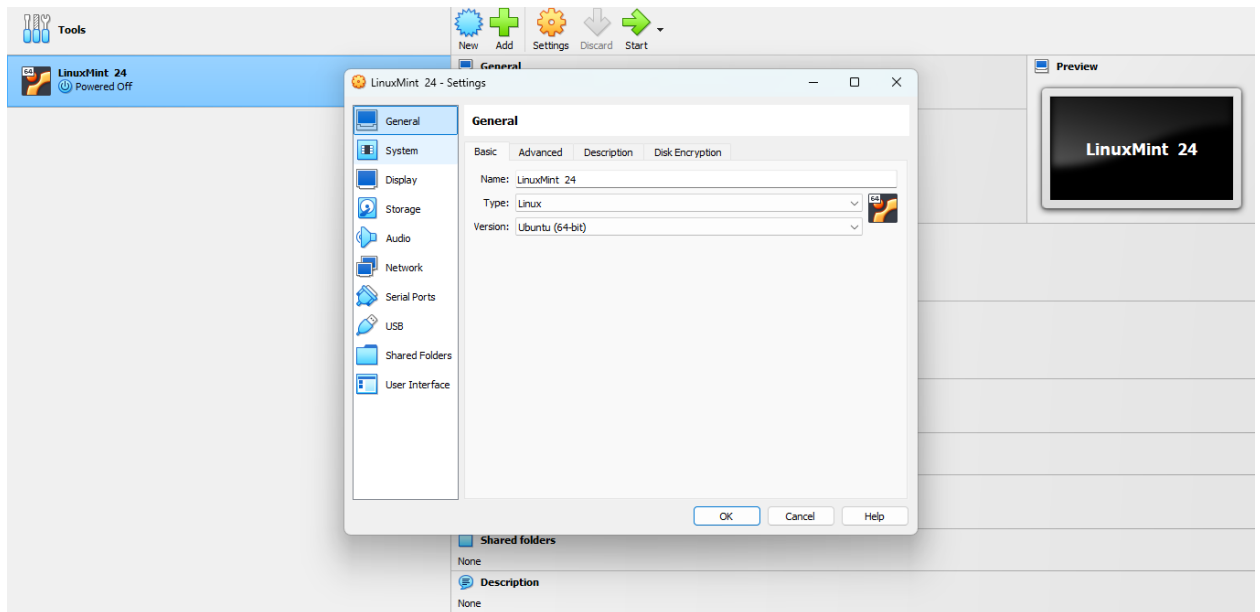 Tools
New Add Settings Discard Start
64
LinuxMint 24
Powered Off
General
Preview
LinuxMint 24
LinuxMint 24 - Settings
General
System
Display
Storage
Audio
Network
Serial Ports
USB
Shared Folders
User Interface
General
Basic Advanced Description Disk Encryption
Name: LinuxMint 24
Type: Linux
64
Version: Ubuntu (64-bit)
OK Cancel Help
Shared folders
None
Description
None